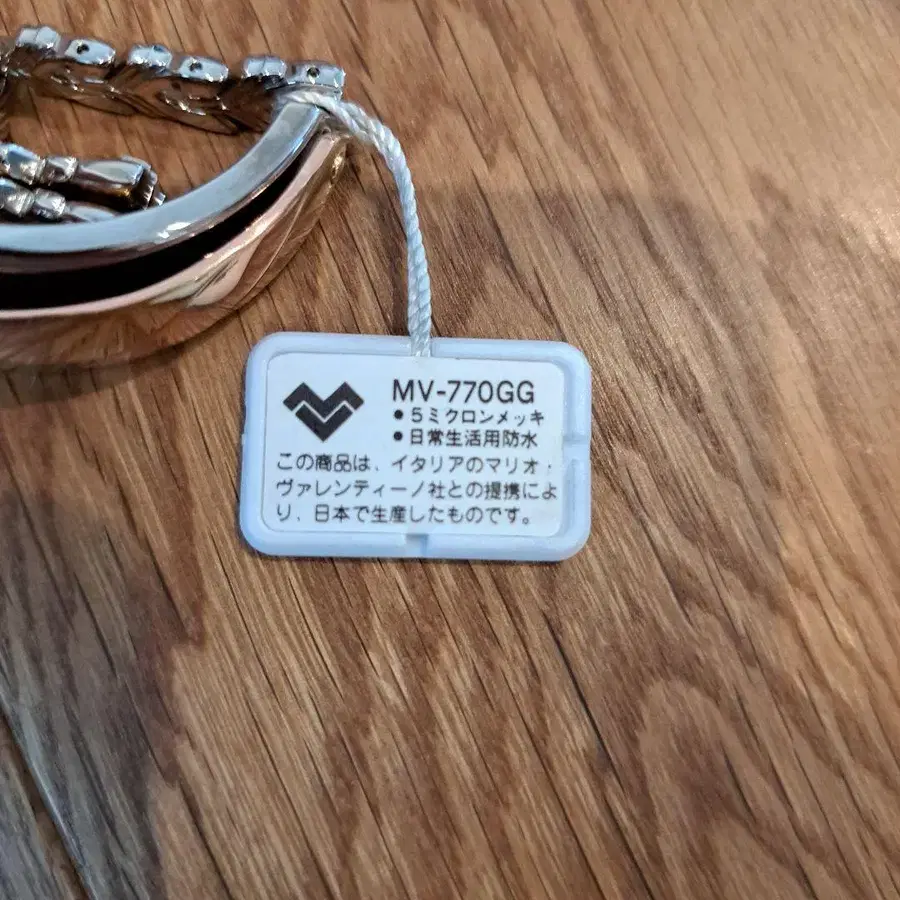 MV-770GG
• 5ミクロンメッキ
• 日常生活用防水
この商品は、イタリアのマリオ・
ヴァレンティーノ社との提携によ
り、日本で生産したものです。